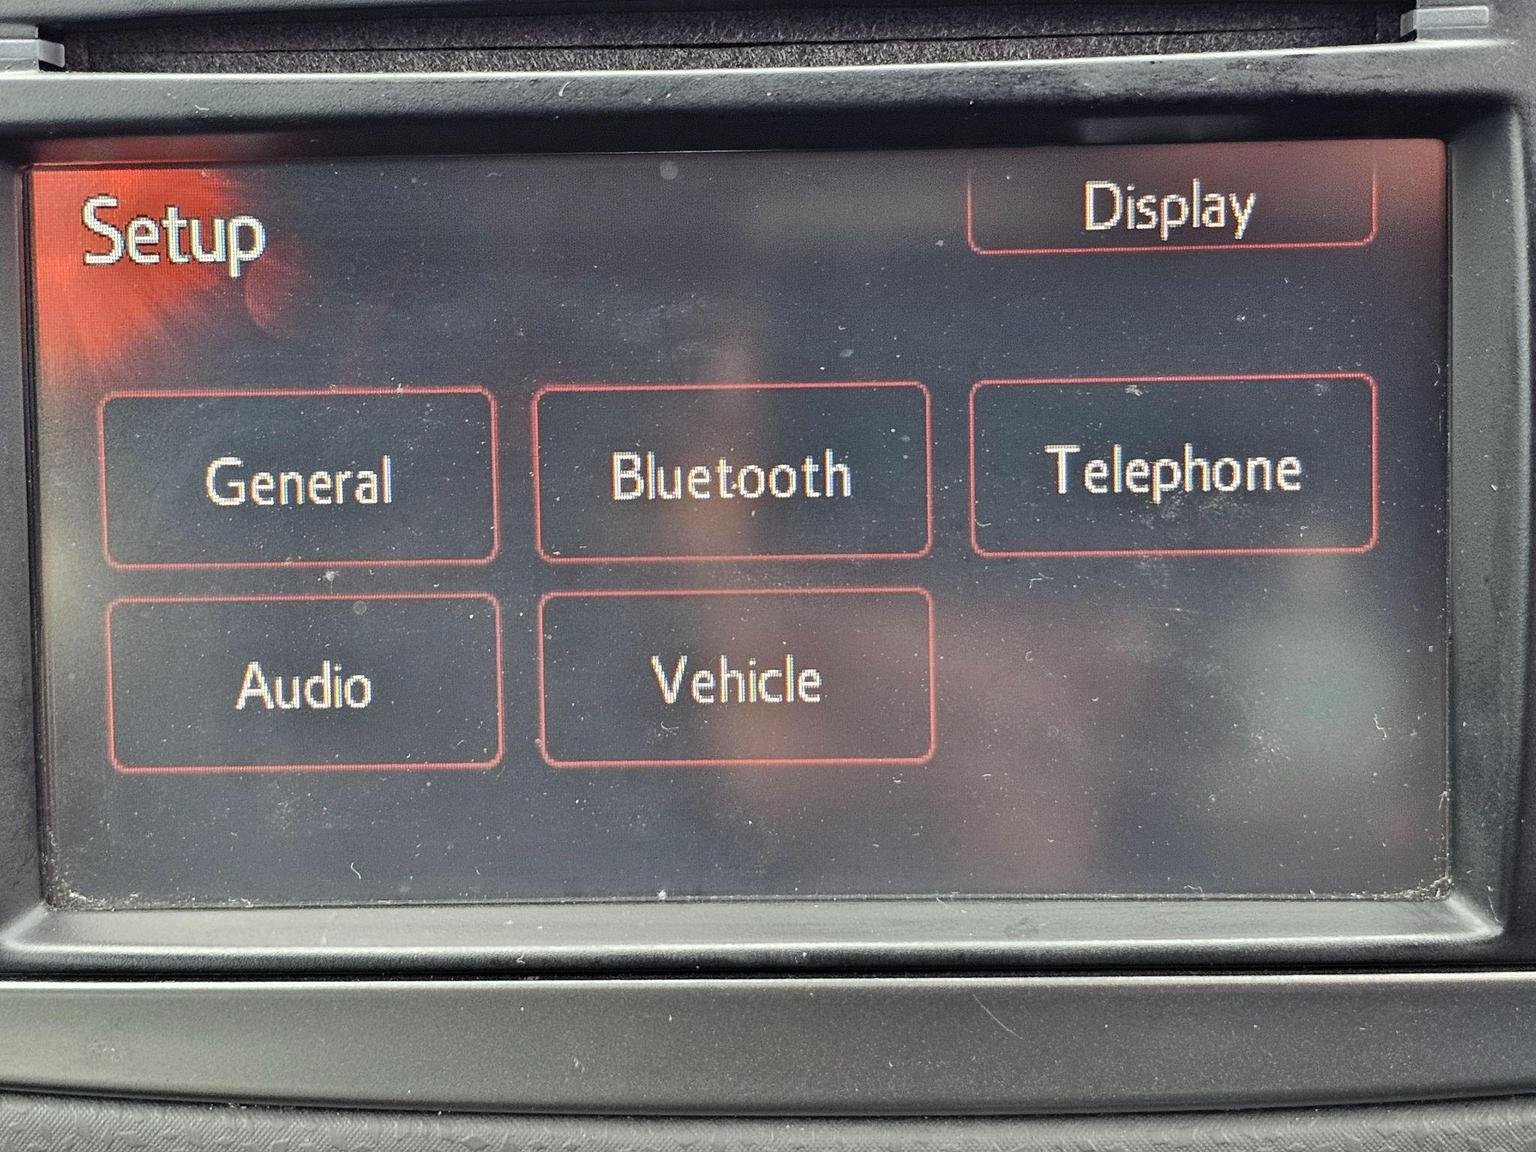 Setup
Display
General
Bluetooth
Telephone
Audio
Vehicle